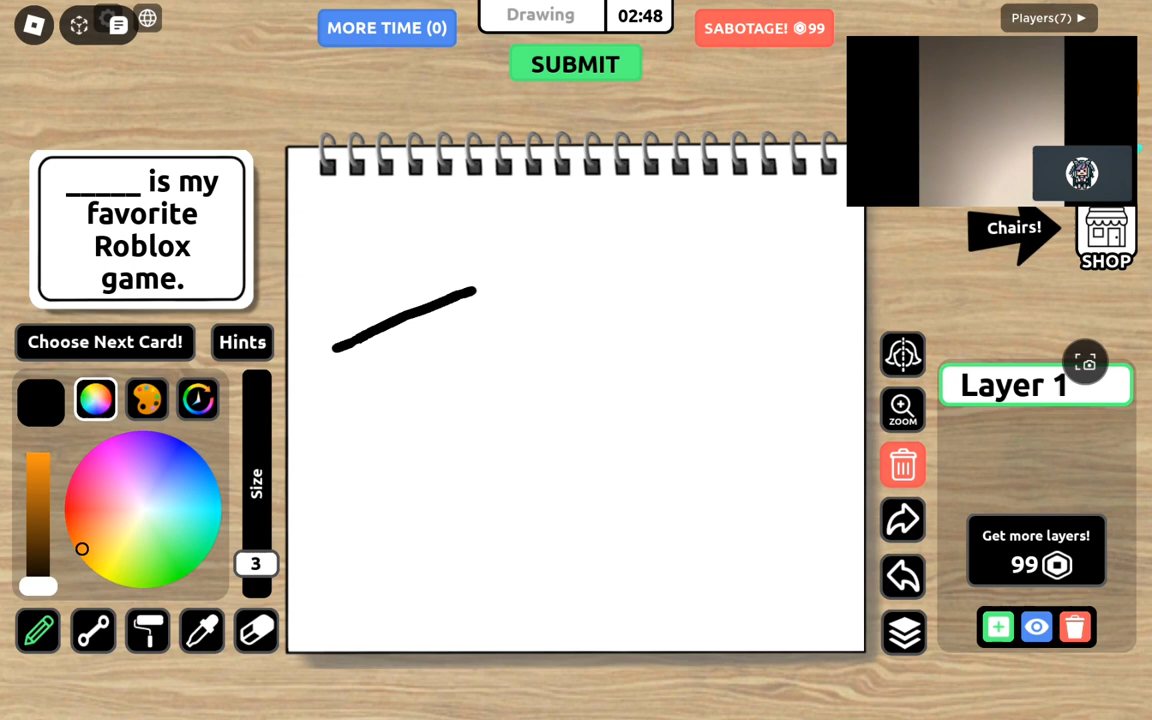 MORE TIME (0)
Drawing
02:48
SABOTAGE! 99
Players(7) ►
SUBMIT
_____ is my
favorite
Roblox
game.
Chairs!
SHOP
Choose Next Card!
Hints
Layer 1
ZOOM
Size
3
Get more layers!
99